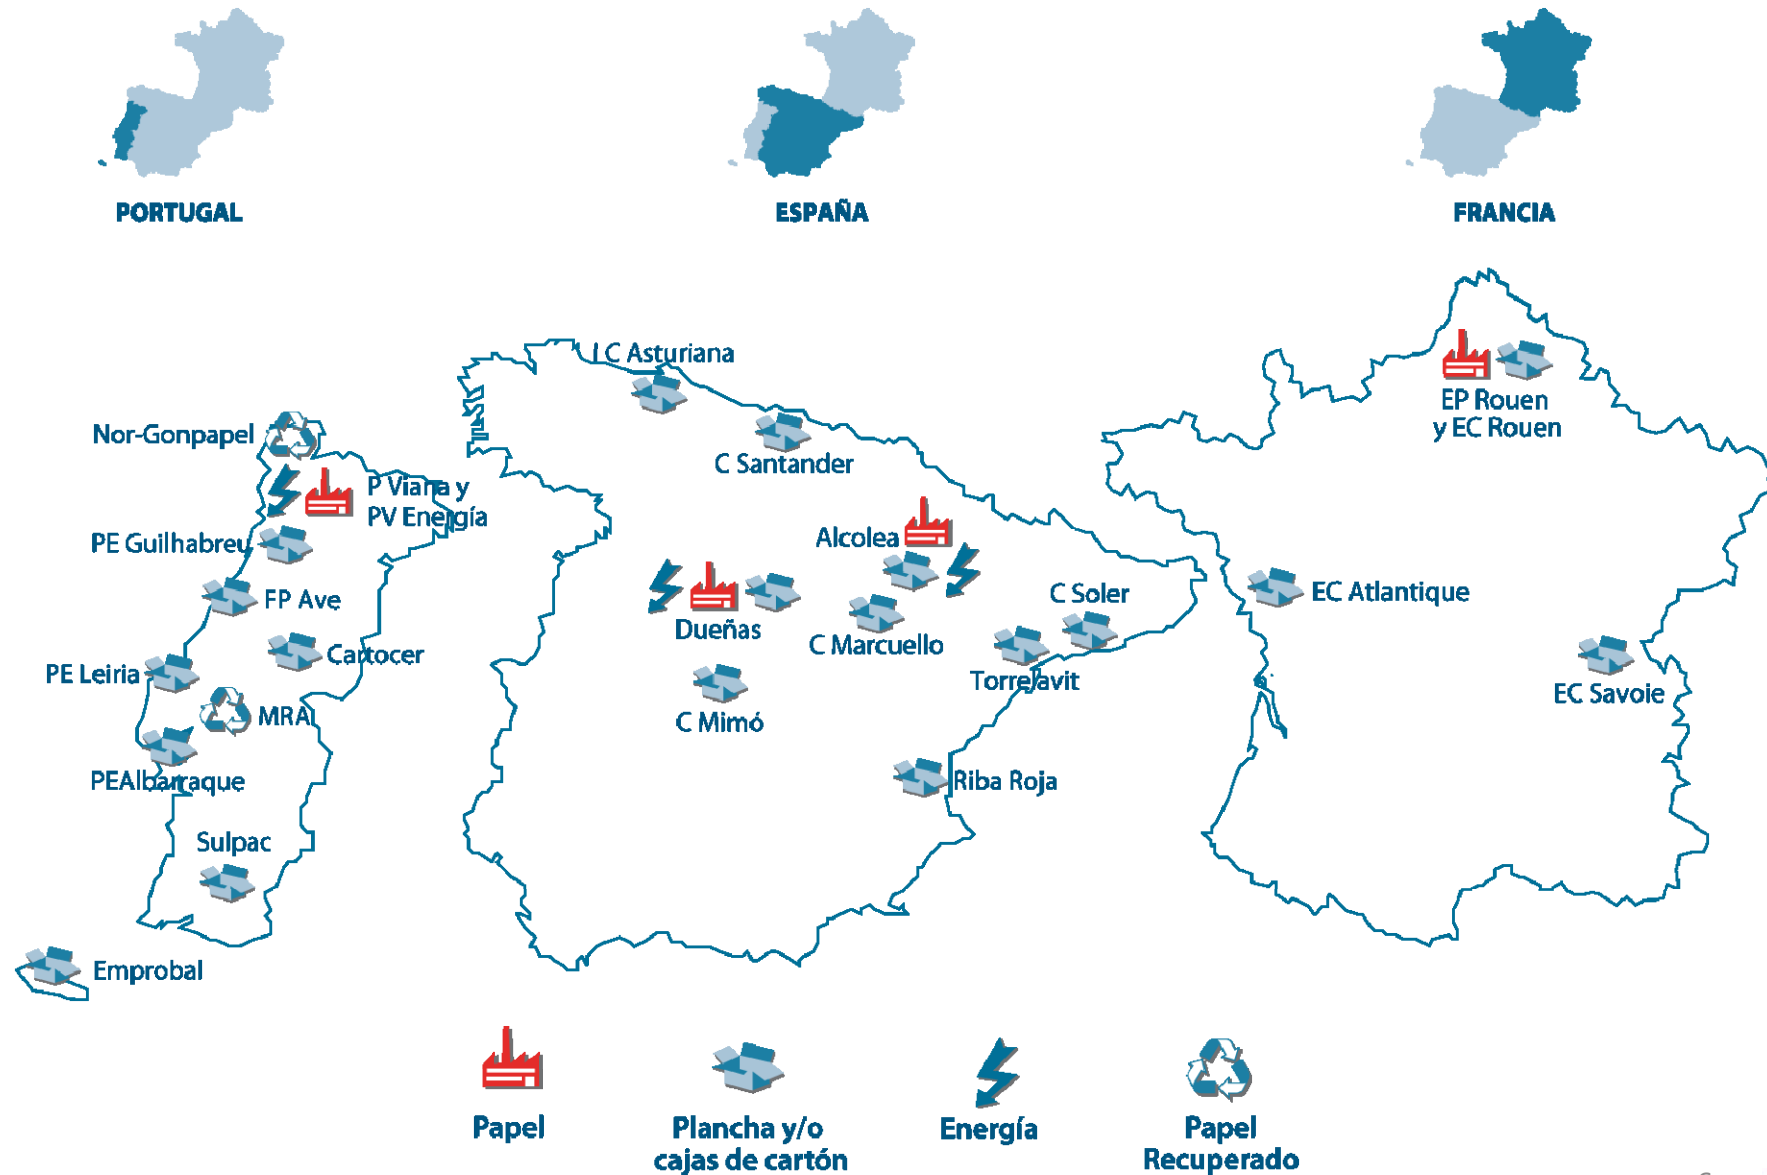 PORTUGAL
ESPAÑA
FRANCIA
Nor-Gonpapel
P Viana y
PV Energía
PE Guilhabreu
FP Ave
Cartocer
PE Leiria
MRA
PEAlbarraque
Sulpac
Emprobal
I C Asturiana
C Santander
Alcolea
Dueñas
C Marcuello
C Soler
Torrelavit
C Mimó
Riba Roja
EP Rouen
y EC Rouen
EC Atlantique
EC Savoie
Papel
Plancha y/o
cajas de cartón
Energía
Papel
Recuperado